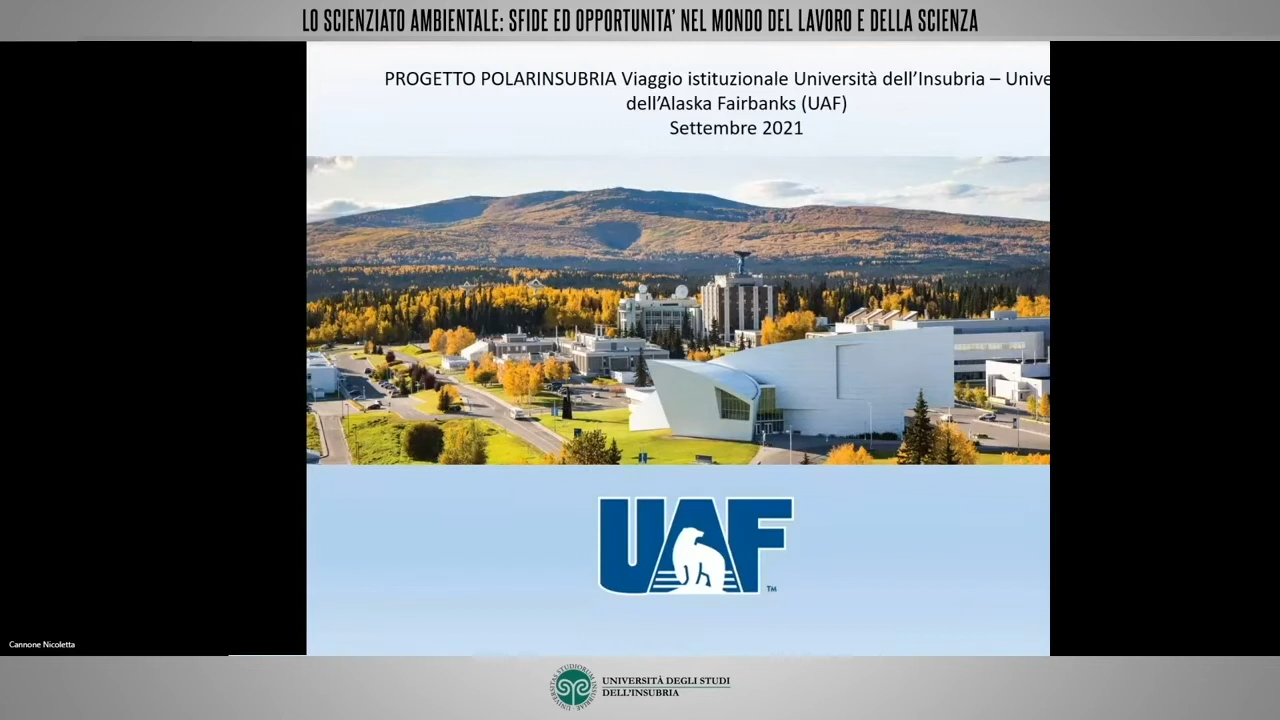 LO SCIENZIATO AMBIENTALE: SFIDE ED OPPORTUNITA' NEL MONDO DEL LAVORO E DELLA SCIENZA
PROGETTO POLARINSUBRIA Viaggio istituzionale Università dell'Insubria – Unive
dell'Alaska Fairbanks (UAF)
Settembre 2021
UAF
TM
Cannone Nicoletta
UNIVERSITÀ DEGLI STUDI
DELL'INSUBRIA